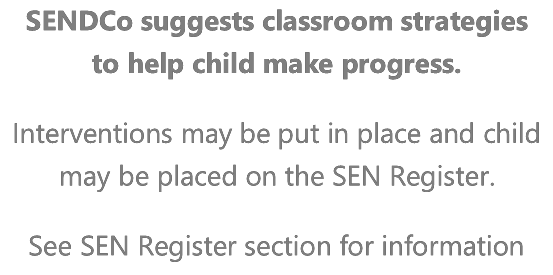 SENDCo suggests classroom strategies
to help child make progress.
Interventions may be put in place and child
may be placed on the SEN Register.
See SEN Register section for information